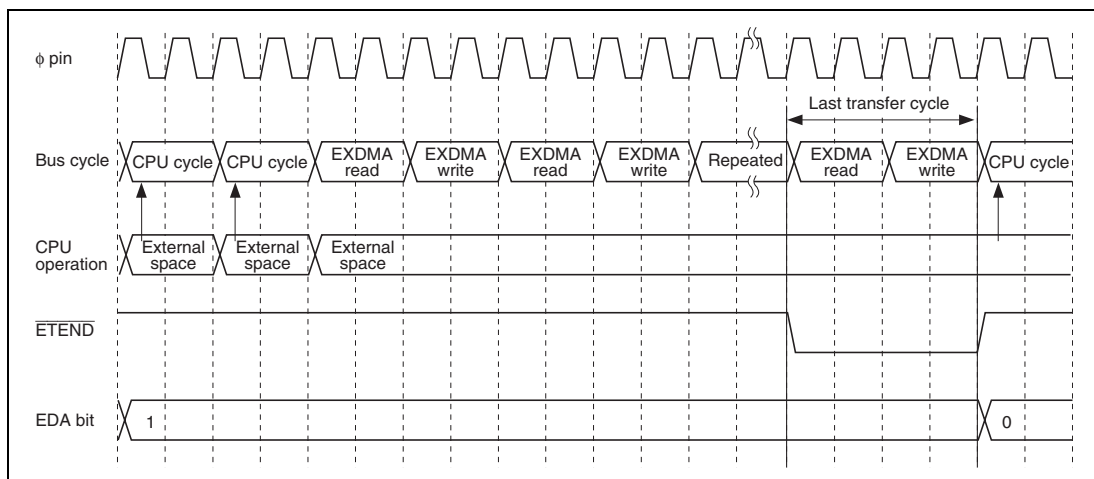 φ pin
Last transfer cycle
Bus cycle
CPU cycle CPU cycle EXDMA read EXDMA write EXDMA read EXDMA write Repeated EXDMA read EXDMA write CPU cycle
CPU operation
External space External space External space
ETEND
EDA bit
1 0